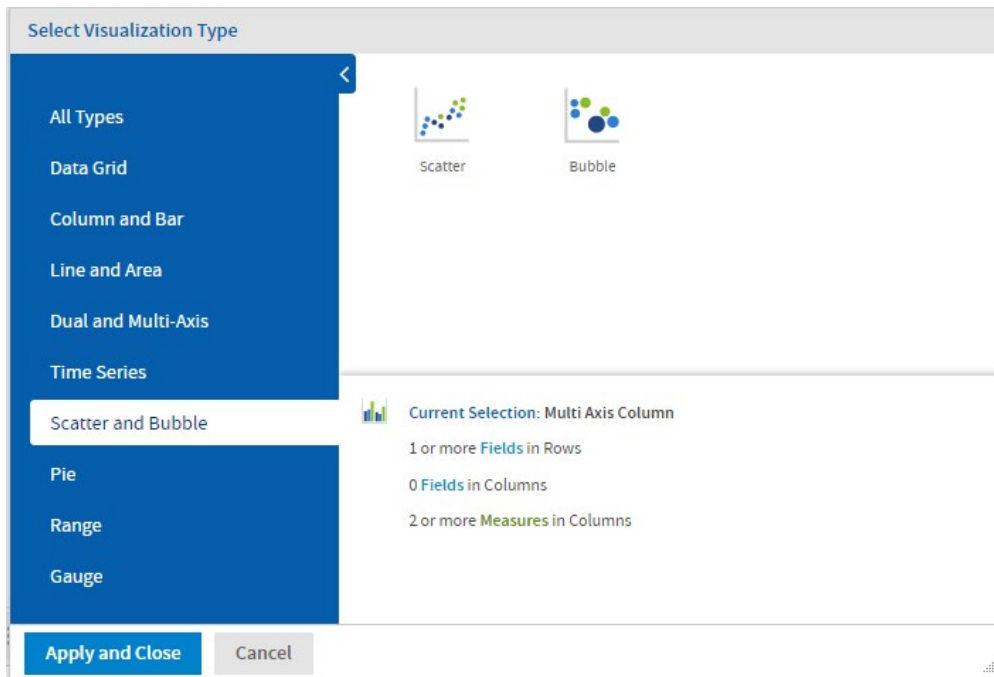 Select Visualization Type
All Types
Data Grid
Column and Bar
Line and Area
Dual and Multi-Axis
Time Series
Scatter and Bubble
Pie
Range
Gauge
Scatter
Bubble
Current Selection: Multi Axis Column
1 or more Fields in Rows
0 Fields in Columns
2 or more Measures in Columns
Apply and Close
Cancel